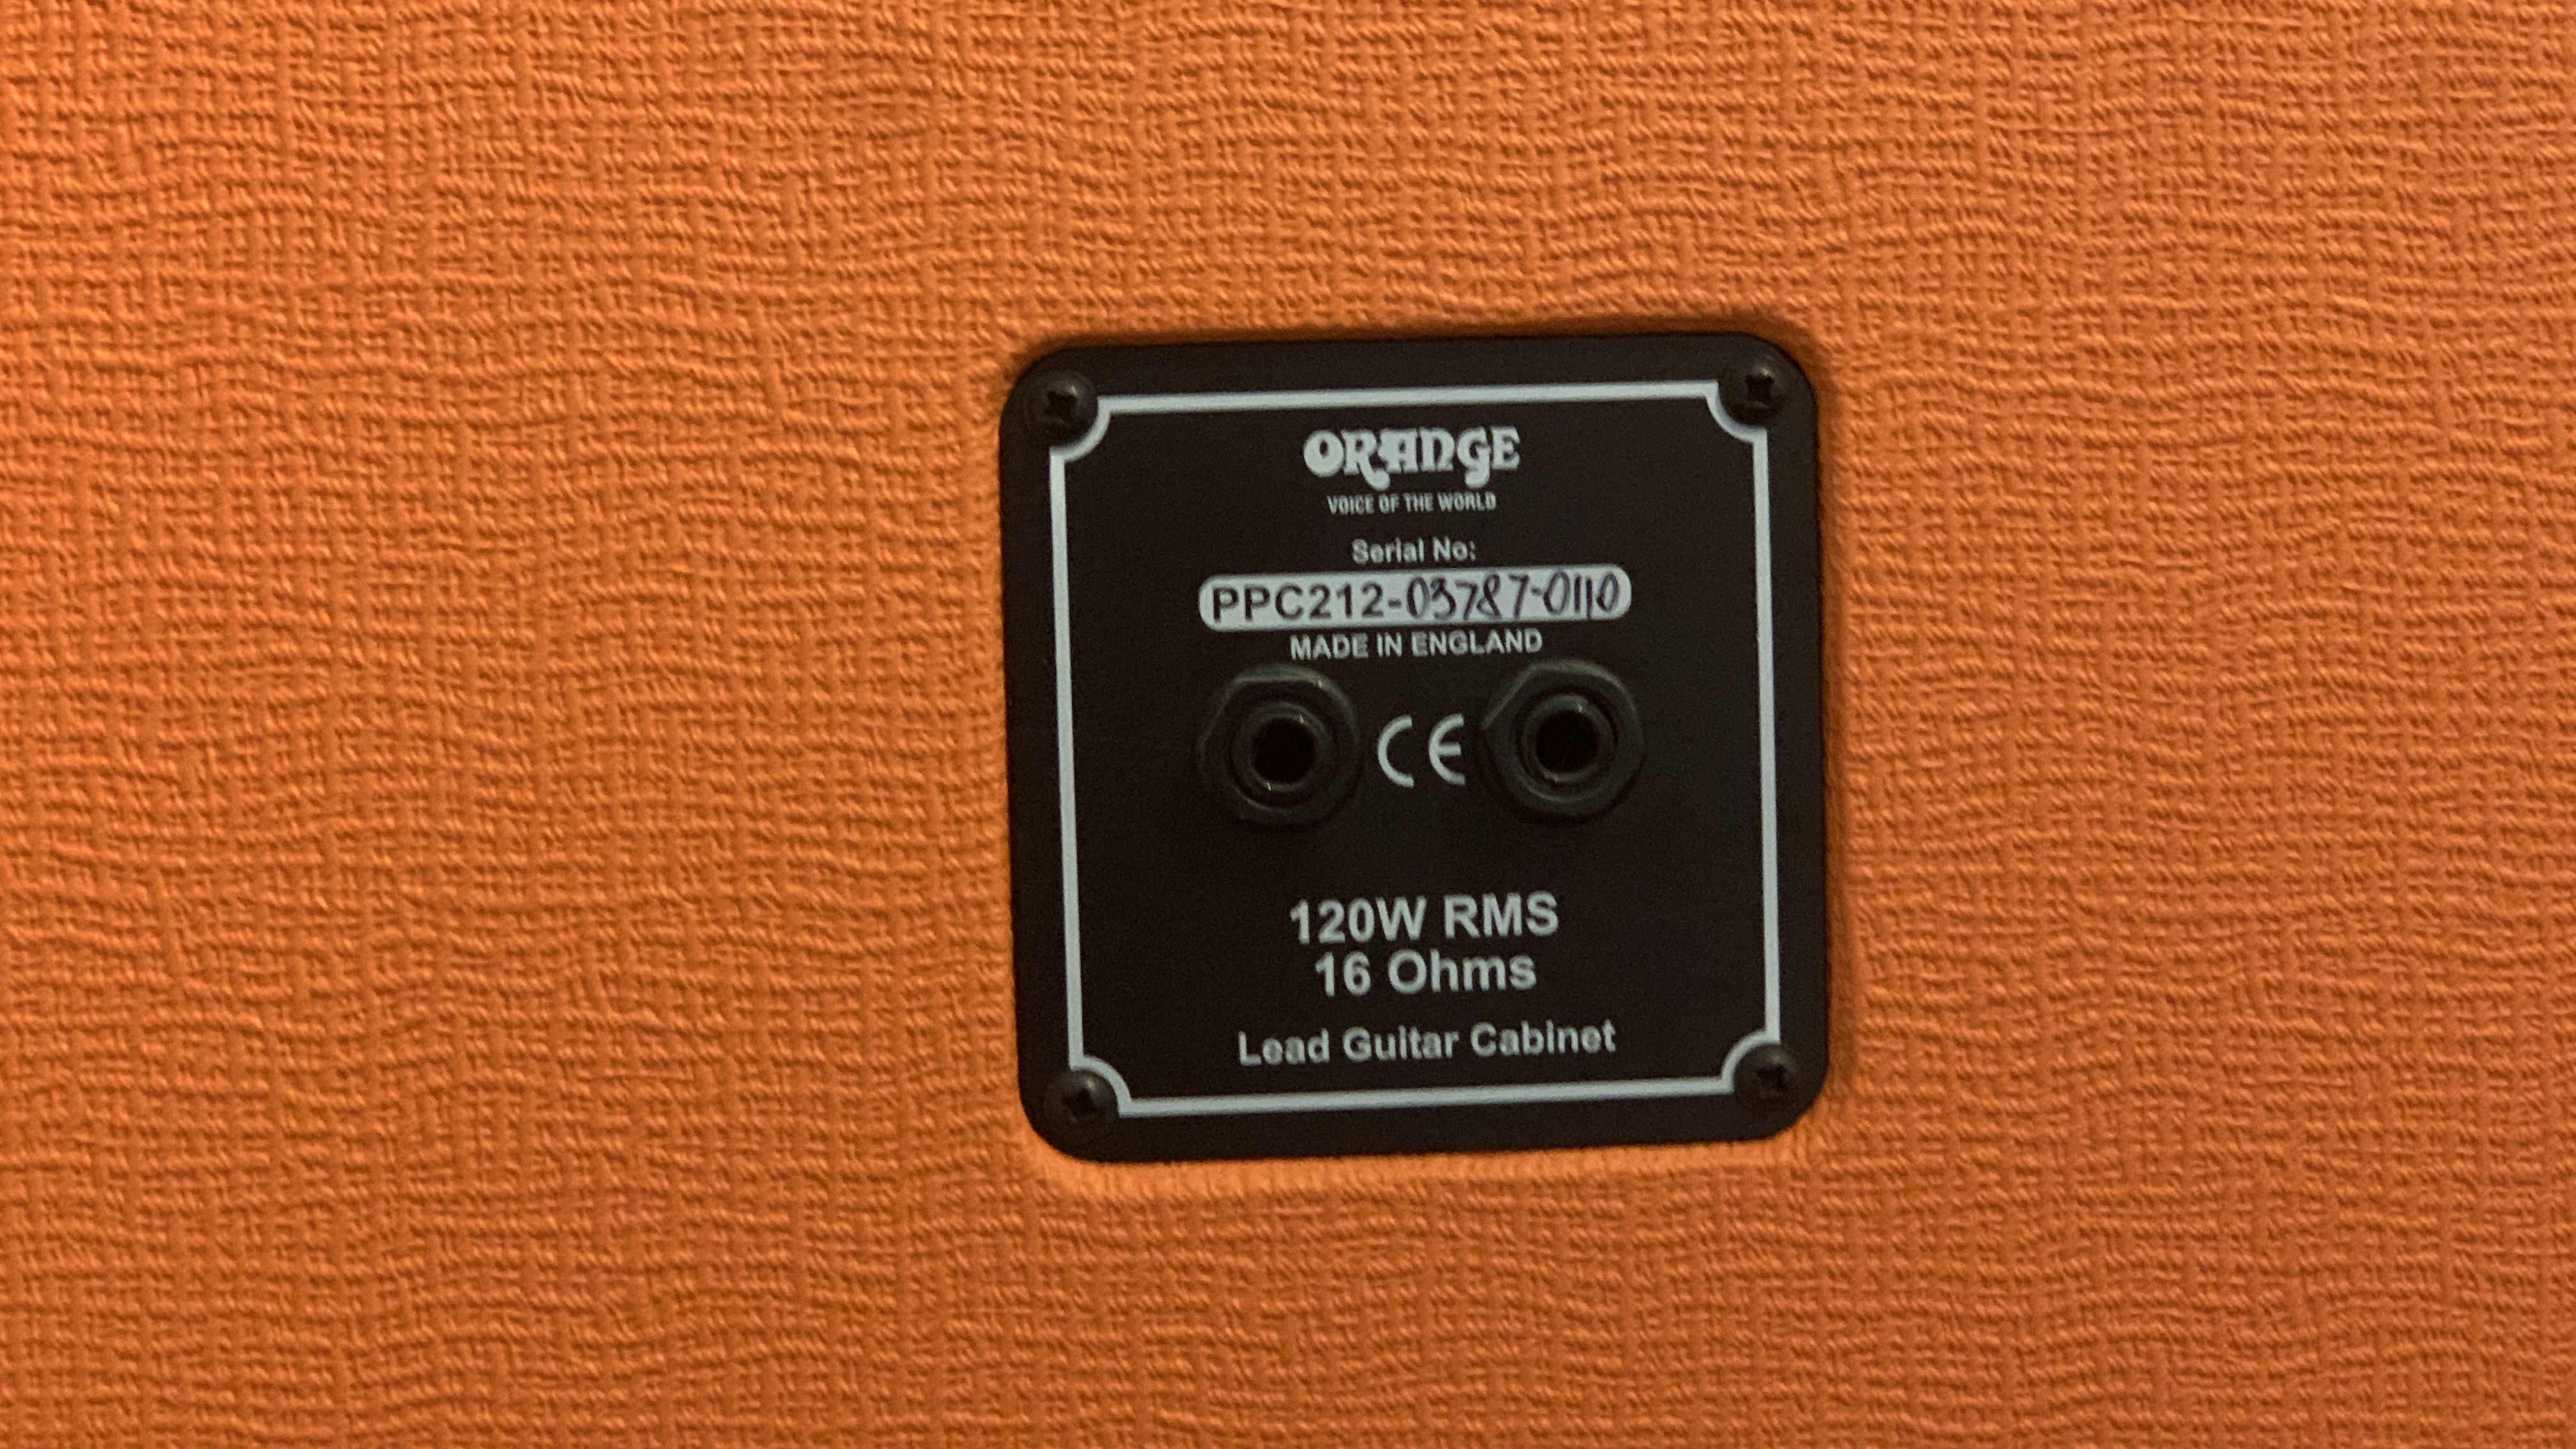 ORANGE
VOICE OF THE WORLD
Serial No:
PPC212-03787-0110
MADE IN ENGLAND
CE
120W RMS
16 Ohms
Lead Guitar Cabinet